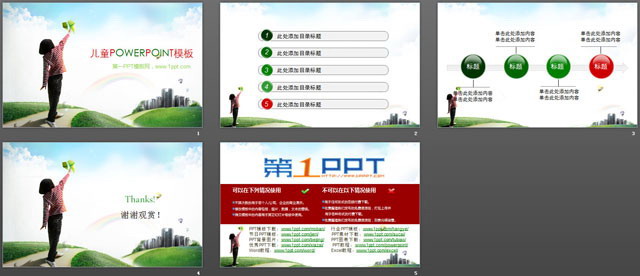 儿童POWERPOINT模板
第一PPT模板网：www.1ppt.com
1
1 此处添加目录标题
2 此处添加目录标题
3 此处添加目录标题
4 此处添加目录标题
5 此处添加目录标题
2
单击此处添加内容
单击此处添加内容
单击此处添加内容
单击此处添加内容
标题
标题
标题
标题
单击此处添加内容
单击此处添加内容
单击此处添加内容
单击此处添加内容
3
Thanks!
谢谢观赏！
4
第1PPT
可以在下列情况使用
不可以在以下情况使用
PPT模板下载：www.1ppt.com/moban/
行业PPT模板：www.1ppt.com/hangye/
节日PPT模板：www.1ppt.com/jieri/
PPT素材下载：www.1ppt.com/sucai/
PPT背景图片：www.1ppt.com/beijing/
PPT图表下载：www.1ppt.com/tubiao/
优秀PPT下载：www.1ppt.com/xiazai/
PPT教程：www.1ppt.com/powerpoint/
Word教程：www.1ppt.com/word/
Excel教程：www.1ppt.com/excel/
5